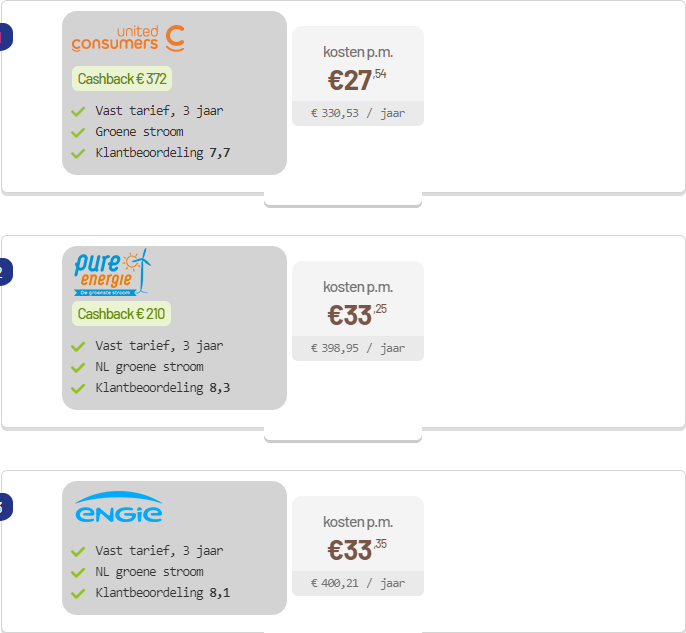 united
consumers
Cashback € 372
Vast tarief, 3 jaar
Groene stroom
Klantbeoordeling 7,7
kosten p.m.
€27,54
€ 330,53 / jaar
2
pure
energie
De groenste stroom
Cashback € 210
Vast tarief, 3 jaar
NL groene stroom
Klantbeoordeling 8,3
kosten p.m.
€33,25
€ 398,95 / jaar
3
ENGIE
Vast tarief, 3 jaar
NL groene stroom
Klantbeoordeling 8,1
kosten p.m.
€33,35
€ 400,21 / jaar